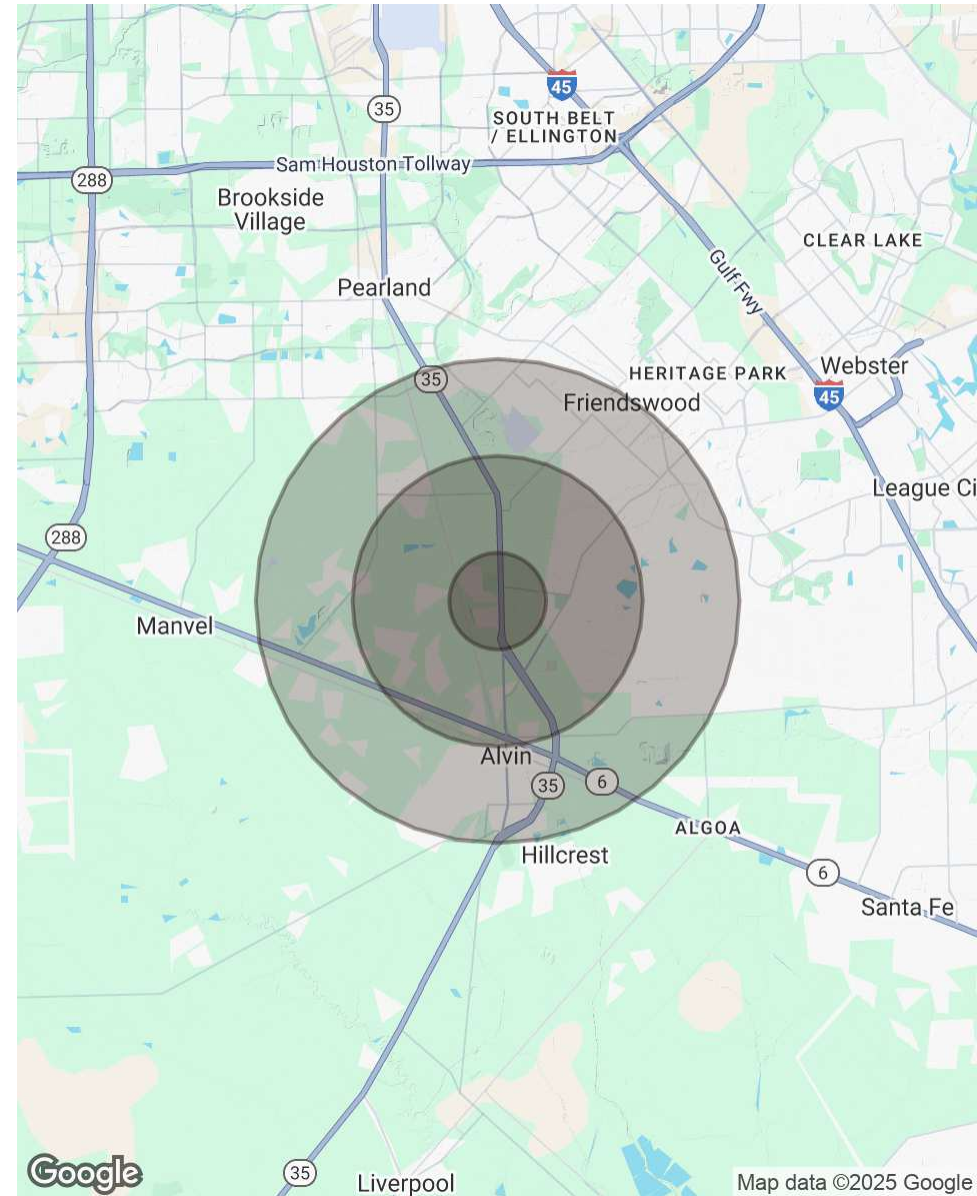 45
35
SOUTH BELT
/ ELLINGTON
Sam Houston Tollway
288
Brookside
Village
CLEAR LAKE
Gulf Fwy
Pearland
Webster
HERITAGE PARK
35
45
Friendswood
League Ci
288
Manvel
Alvin
35
6
ALGOA
Hillcrest
6
Santa Fe
35
Liverpool
Google
Map data ©2025 Google